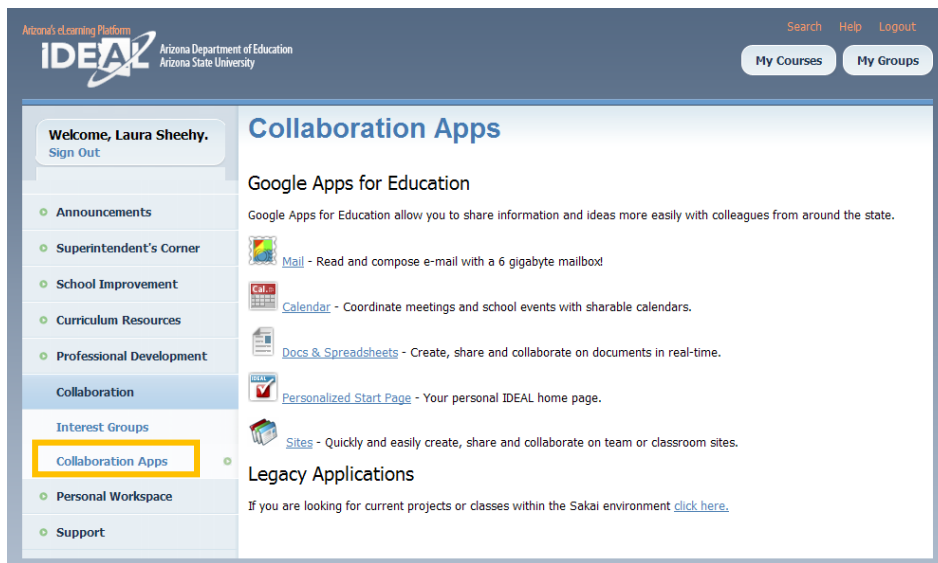 Arizona's eLearning Platform
IDEAL
Arizona Department of Education
Arizona State University
Search Help Logout
My Courses My Groups
Welcome, Laura Sheehy.
Sign Out
Announcements
Superintendent's Corner
School Improvement
Curriculum Resources
Professional Development
Collaboration
Interest Groups
Collaboration Apps
Personal Workspace
Support
Collaboration Apps
Google Apps for Education
Google Apps for Education allow you to share information and ideas more easily with colleagues from around the state.
Mail - Read and compose e-mail with a 6 gigabyte mailbox!
Cal.
Calendar - Coordinate meetings and school events with sharable calendars.
Docs & Spreadsheets - Create, share and collaborate on documents in real-time.
IDEAL
Personalized Start Page - Your personal IDEAL home page.
Sites - Quickly and easily create, share and collaborate on team or classroom sites.
Legacy Applications
If you are looking for current projects or classes within the Sakai environment click here.